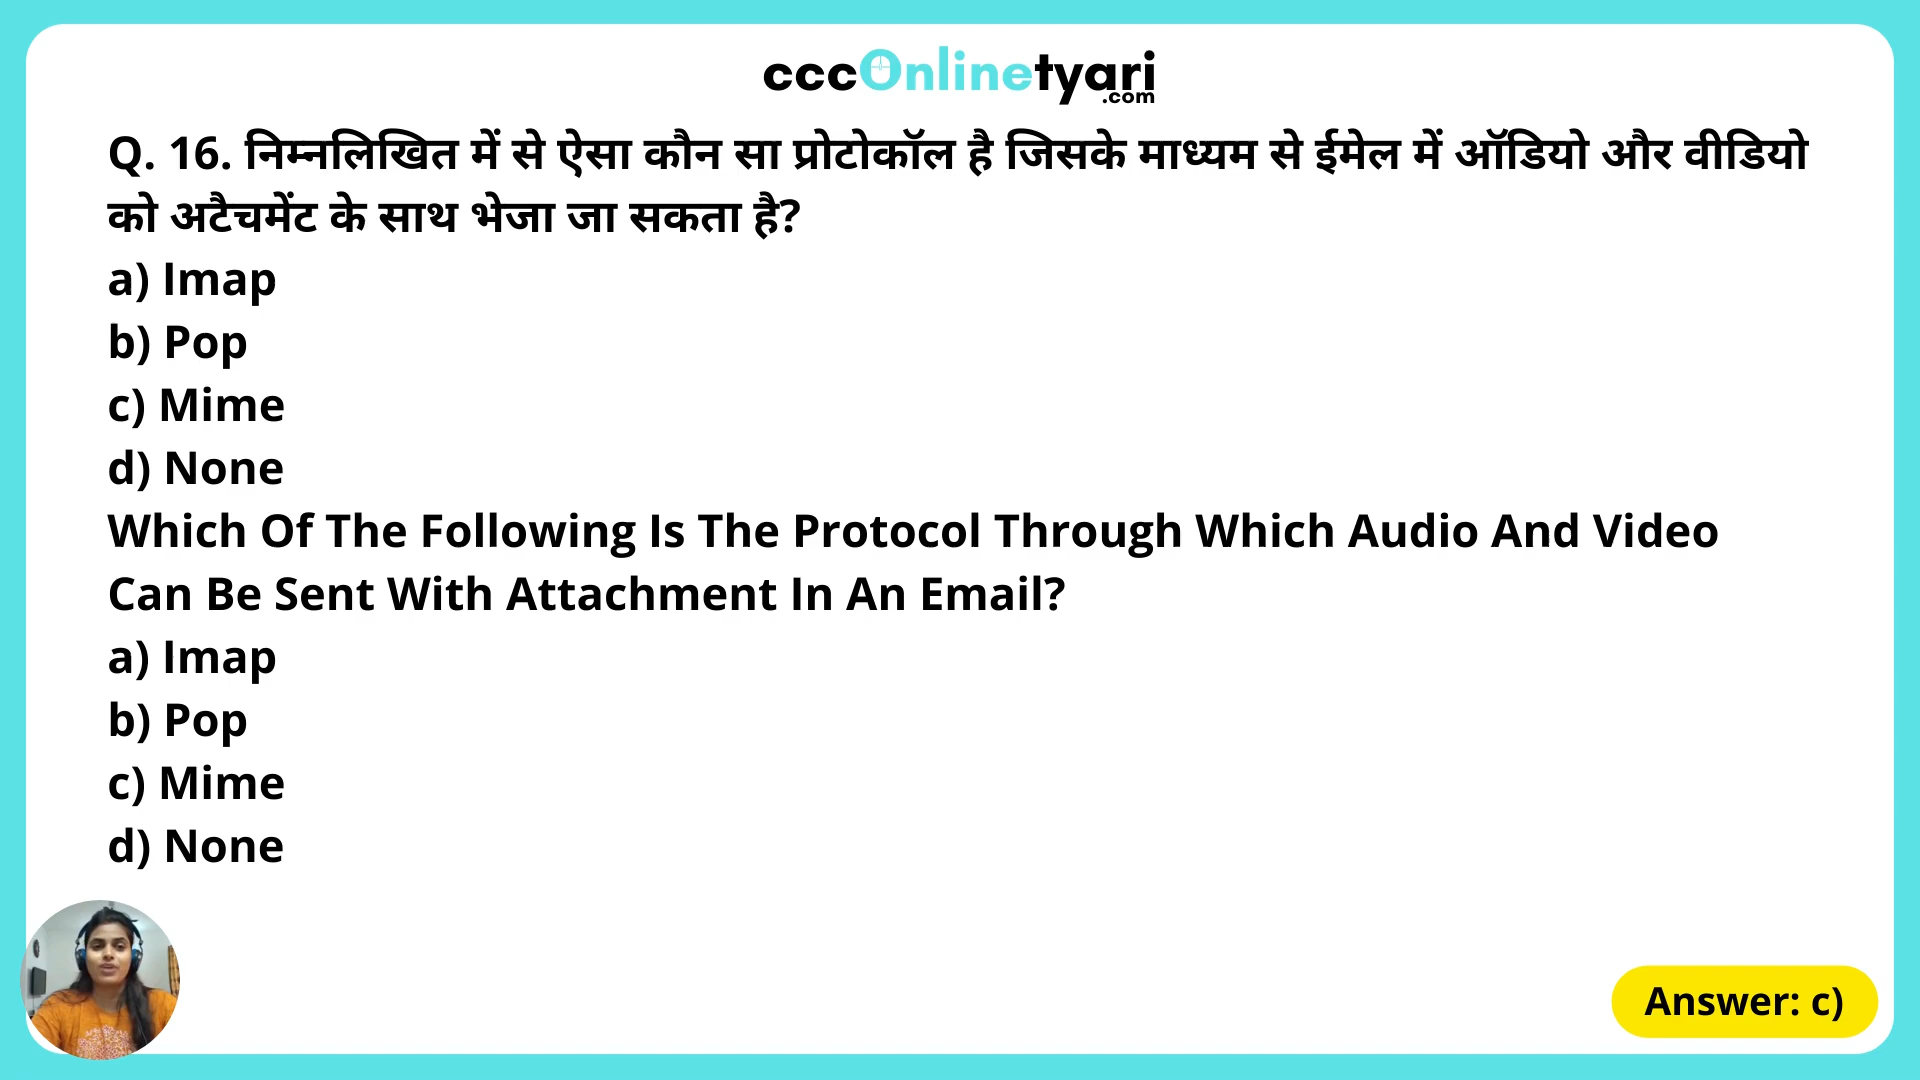 cccOnlinetyari
.com
Q. 16. निम्नलिखित में से ऐसा कौन सा प्रोटोकॉल है जिसके माध्यम से ईमेल में ऑडियो और वीडियो
को अटैचमेंट के साथ भेजा जा सकता है?
a) Imap
b) Pop
c) Mime
d) None
Which Of The Following Is The Protocol Through Which Audio And Video
Can Be Sent With Attachment In An Email?
a) Imap
b) Pop
c) Mime
d) None
Answer: c)